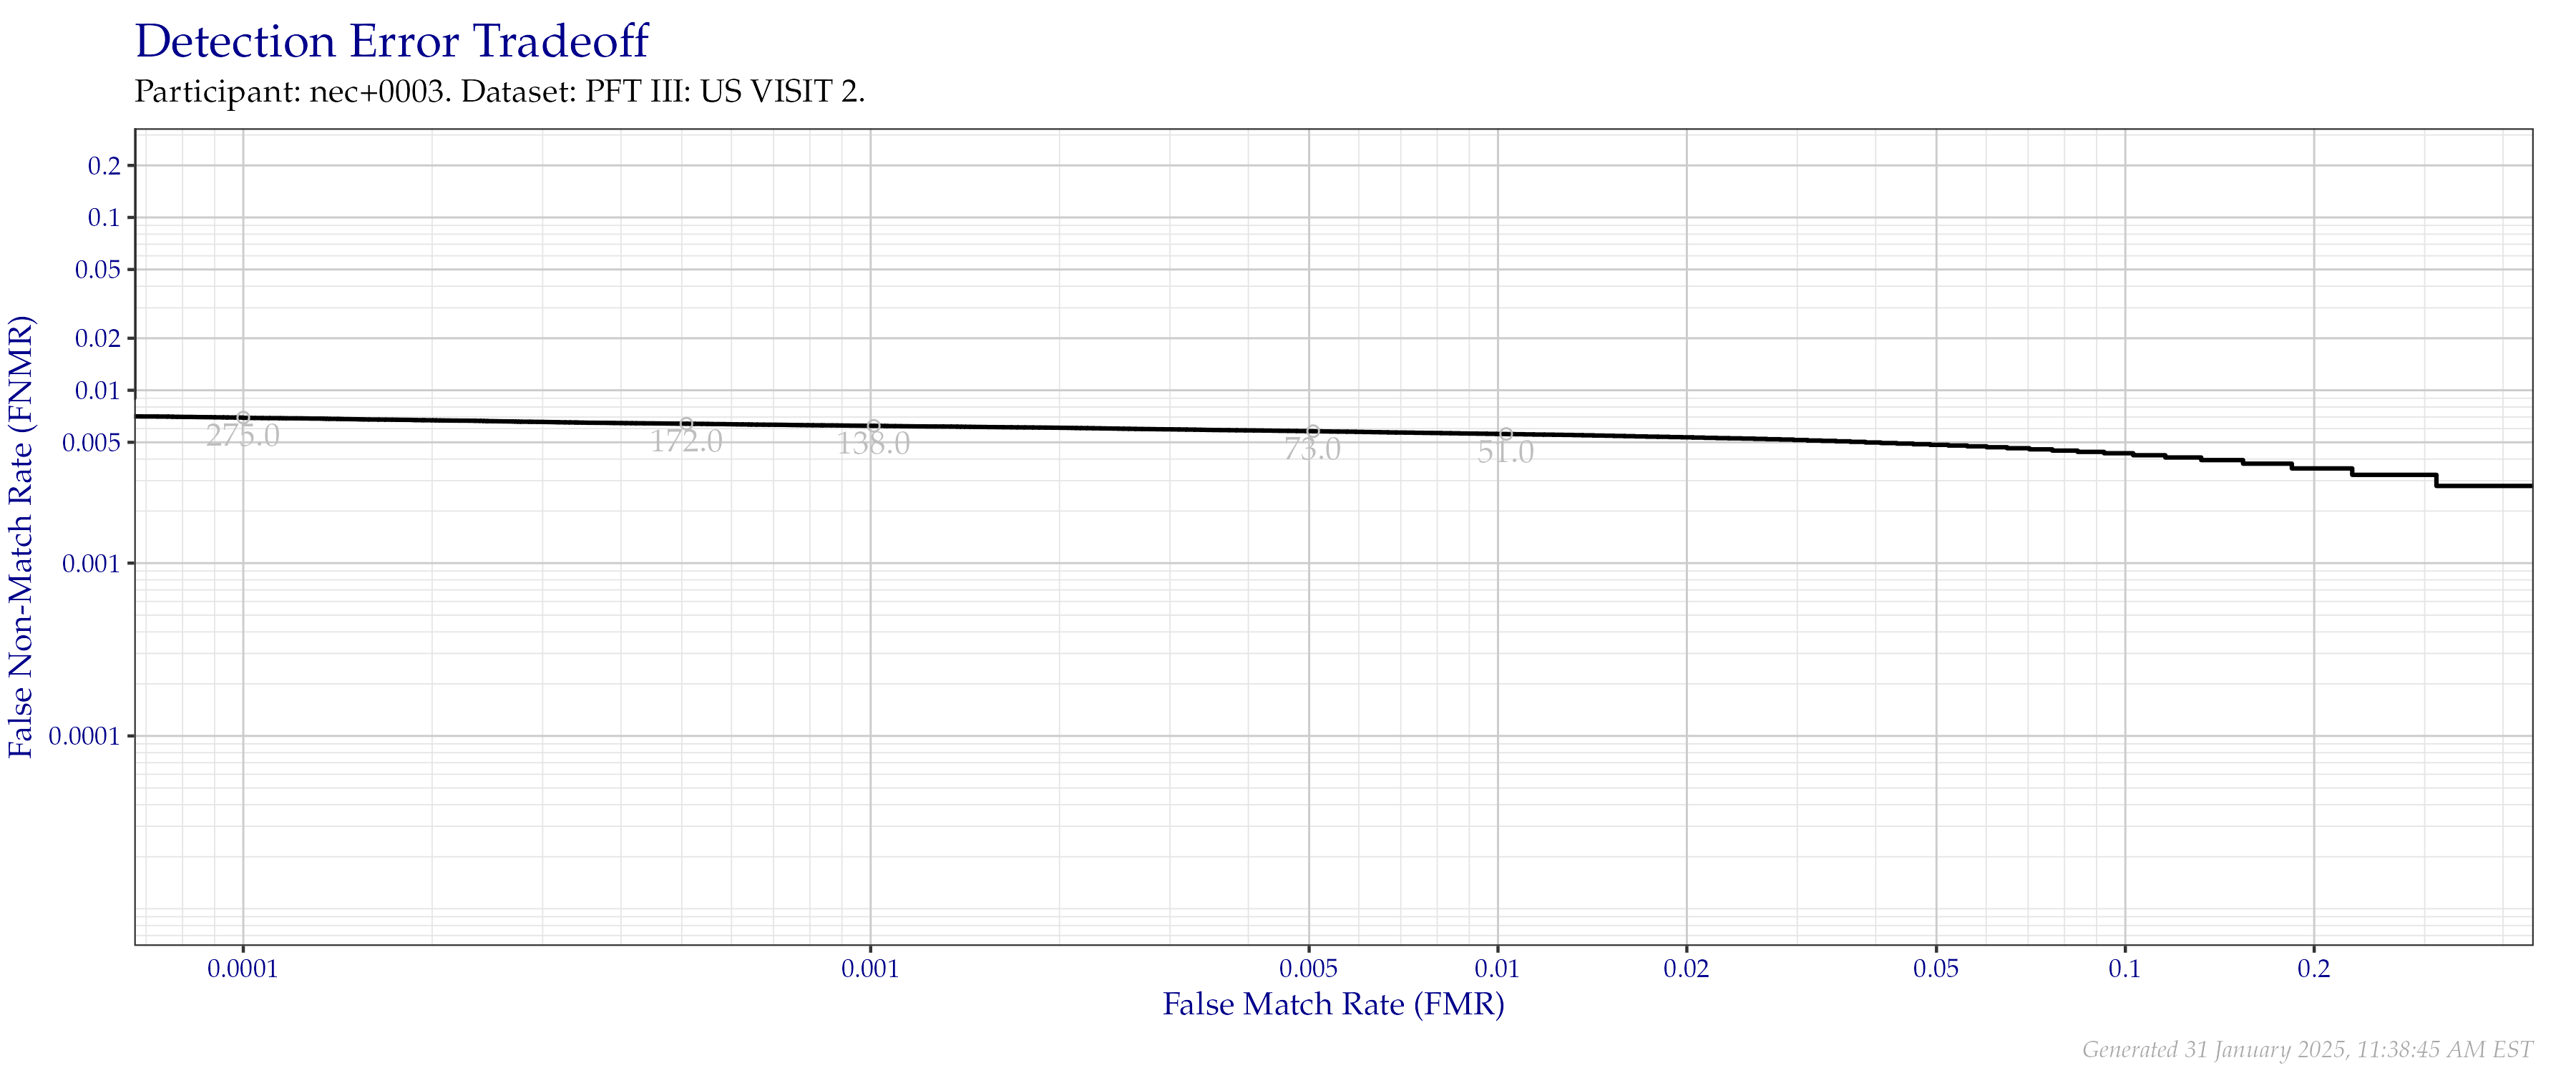 Detection Error Tradeoff
Participant: nec+0003. Dataset: PFT III: US VISIT 2.
False Non-Match Rate (FNMR)
0.2
0.1
0.05
0.02
0.01
0.005
0.001
0.0001
275.0 172.0 138.0 73.0 51.0
0.0001 0.001 0.005 0.01 0.02 0.05 0.1 0.2
False Match Rate (FMR)
Generated 31 January 2025, 11:38:45 AM EST